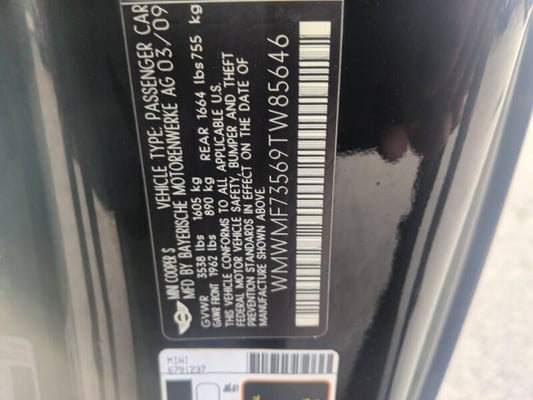 MINI COOPER S VEHICLE TYPE: PASSENGER CAR
MFD BY BAYERISCHE MOTORENWERKE AG 03/09
GVWR 3538 lbs 1605 kg
GAWR FRONT 1962 lbs 890 kg REAR 1664 lbs 755 kg
THIS VEHICLE CONFORMS TO ALL APPLICABLE U.S.
FEDERAL MOTOR VEHICLE SAFETY, BUMPER AND THEFT
PREVENTION STANDARDS IN EFFECT ON THE DATE OF
MANUFACTURE SHOWN ABOVE.
WMWMF73569TW85646
MINI
6791237